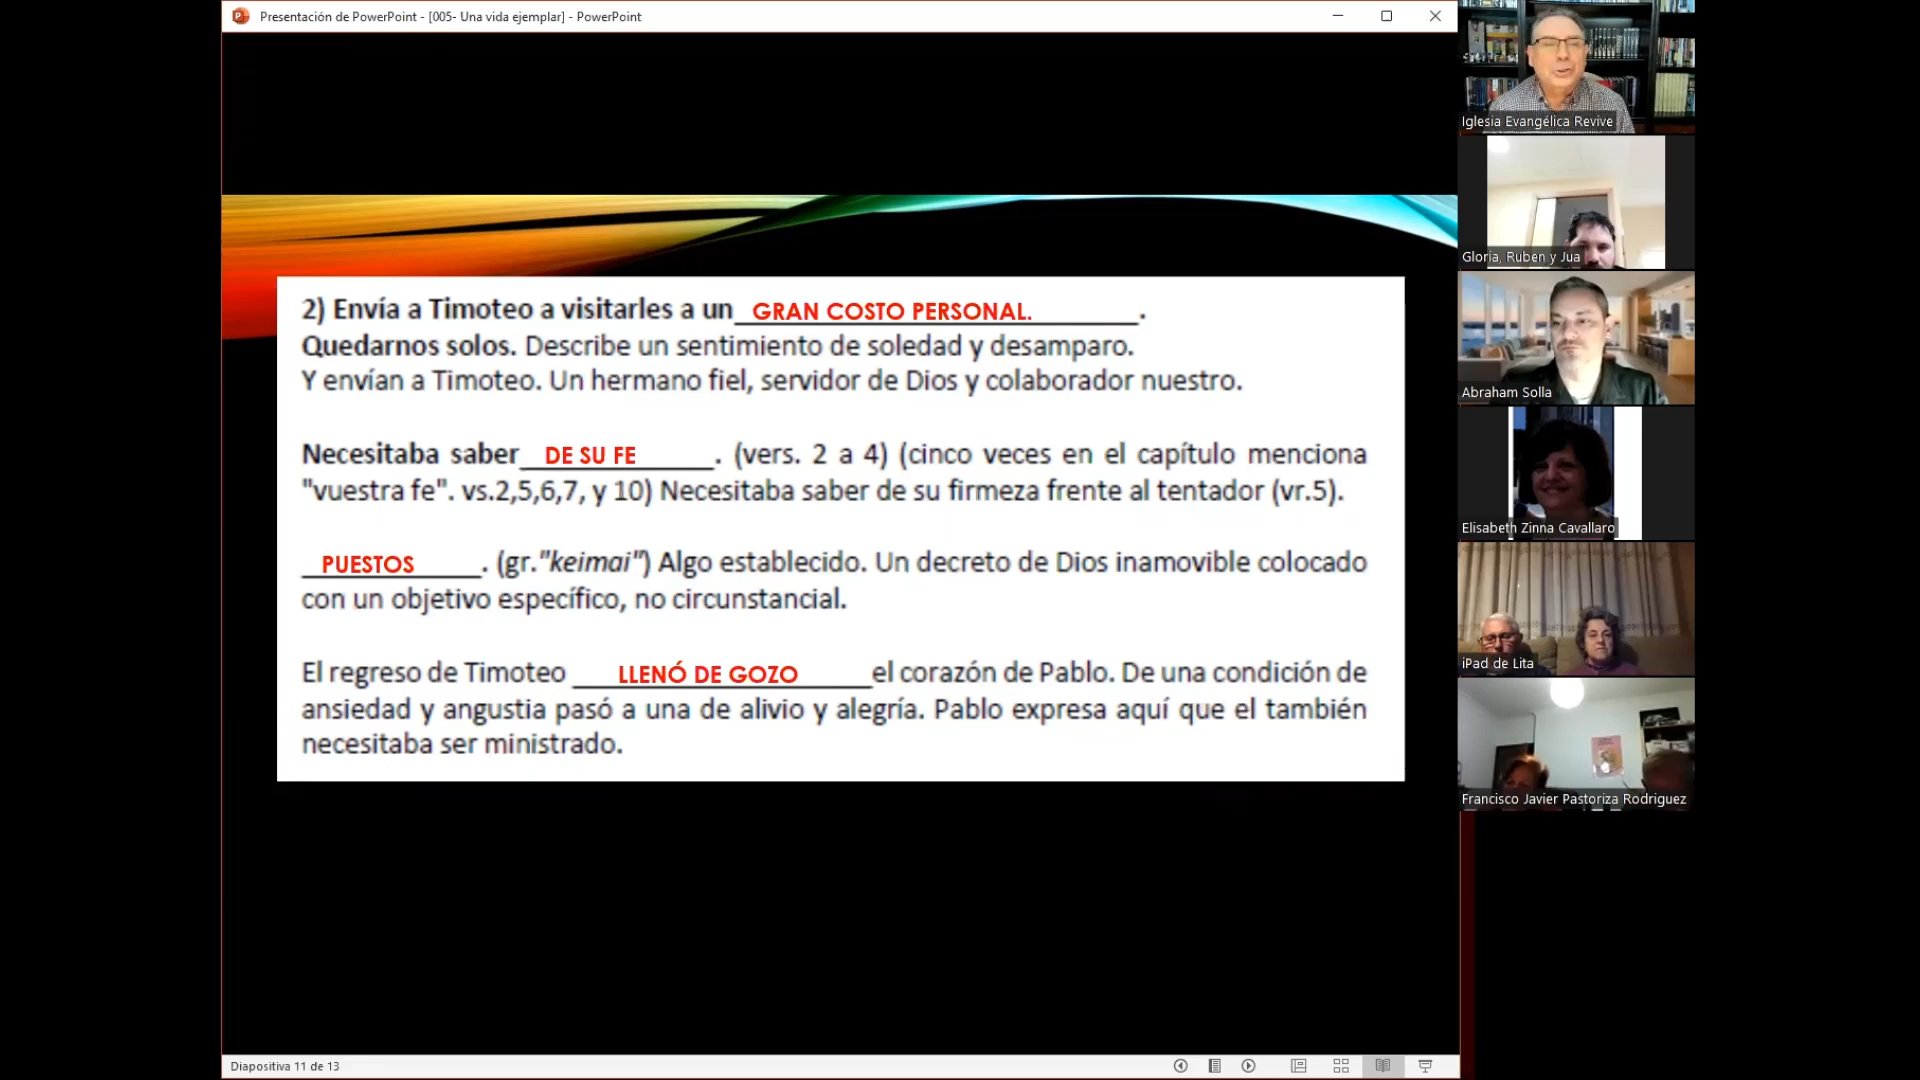 Presentación de PowerPoint - [005- Una vida ejemplar] - PowerPoint
2) Envía a Timoteo a visitarles a un GRAN COSTO PERSONAL. .
Quedarnos solos. Describe un sentimiento de soledad y desamparo.
Y envían a Timoteo. Un hermano fiel, servidor de Dios y colaborador nuestro.
Necesitaba saber DE SU FE . (vers. 2 a 4) (cinco veces en el capítulo menciona
"vuestra fe". vs.2,5,6,7, y 10) Necesitaba saber de su firmeza frente al tentador (vr.5).
PUESTOS . (gr."keimai") Algo establecido. Un decreto de Dios inamovible colocado
con un objetivo específico, no circunstancial.
El regreso de Timoteo LLENÓ DE GOZO el corazón de Pablo. De una condición de
ansiedad y angustia pasó a una de alivio y alegría. Pablo expresa aquí que el también
necesitaba ser ministrado.
Diapositiva 11 de 13
Iglesia Evangélica Revive
Gloria, Ruben y Jua
Abraham Solla
Elisabeth Zinna Cavallaro
iPad de Lita
Francisco Javier Pastoriza Rodriguez